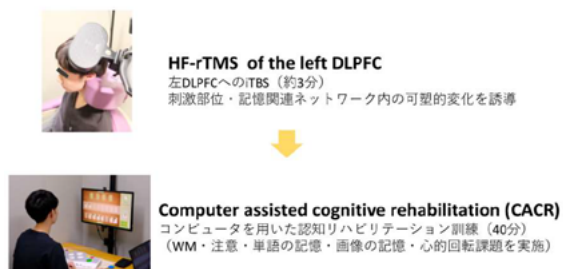 HF-rTMS of the left DLPFC
左DLPFCへのiTBS（約3分）
刺激部位・記憶関連ネットワーク内の可塑的変化を誘導
Computer assisted cognitive rehabilitation (CACR)
コンピュータを用いた認知リハビリテーション訓練（40分）
（WM・注意・単語の記憶・画像の記憶・心的回転課題を実施）